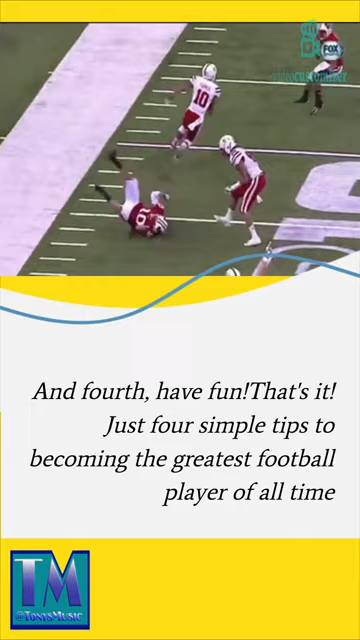 FOX
10
And fourth, have fun!That's it!
Just four simple tips to
becoming the greatest football
player of all time
TM
@TonysMusic